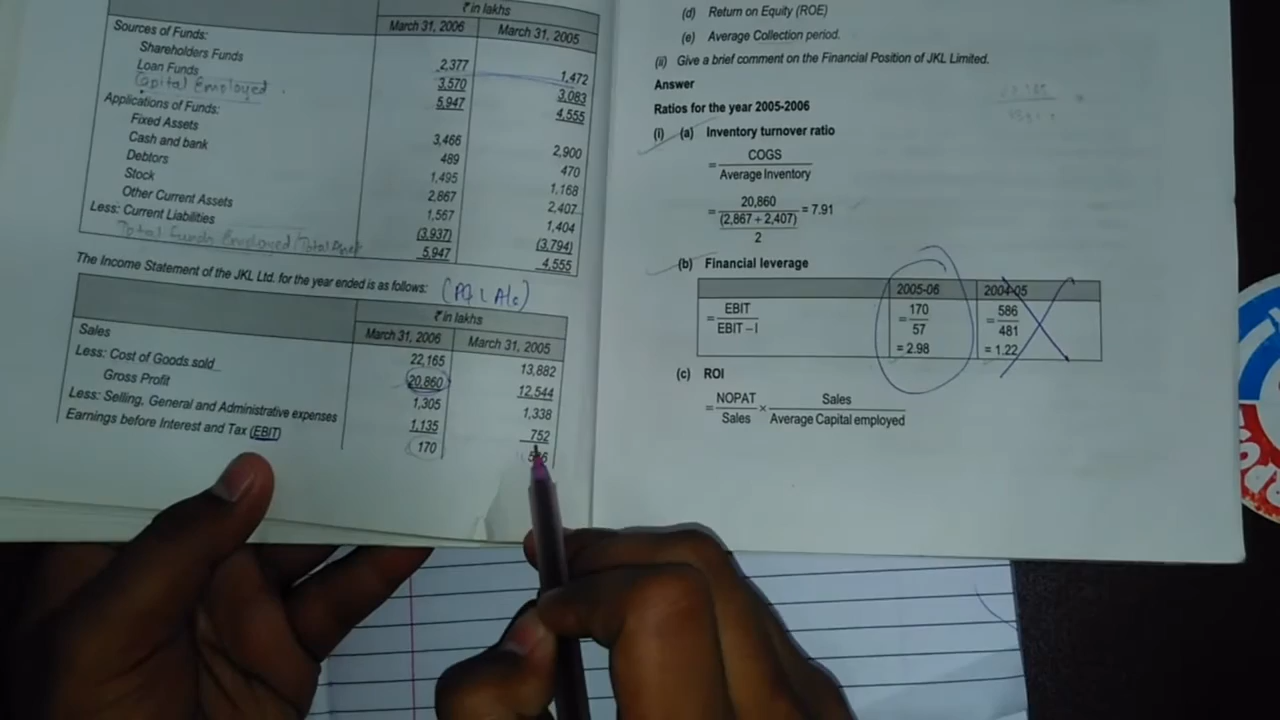 ₹ in lakhs
March 31, 2006 March 31, 2005
Sources of Funds:
Shareholders Funds 2,377 1,472
Loan Funds 3,570 3,083
Capital Employed 5,947 4,555
Applications of Funds:
Fixed Assets 3,466 2,900
Cash and bank 489 470
Debtors 1,495 1,168
Stock 2,867 2,407
Other Current Assets 1,567 1,404
Less: Current Liabilities (3,937) (3,794)
Total Funds Employed / Total 5,947 4,555
The Income Statement of the JKL Ltd. for the year ended is as follows: (P & L A/c)
₹ in lakhs
March 31, 2006 March 31, 2005
Sales 22,165 13,882
Less: Cost of Goods sold 20,860 12,544
Gross Profit 1,305 1,338
Less: Selling, General and Administrative expenses 1,135 752
Earnings before Interest and Tax (EBIT) 170
(d) Return on Equity (ROE)
(e) Average Collection period.
(ii) Give a brief comment on the Financial Position of JKL Limited.
Answer
Ratios for the year 2005-2006
(i) (a) Inventory turnover ratio
= COGS / Average Inventory
= 20,860 / ((2,867 + 2,407) / 2) = 7.91
(b) Financial leverage
2005-06 2004-05
= EBIT / EBIT – I = 170 / 57 = 586 / 481
= 2.98 = 1.22
(c) ROI
= NOPAT / Sales × Sales / Average Capital employed